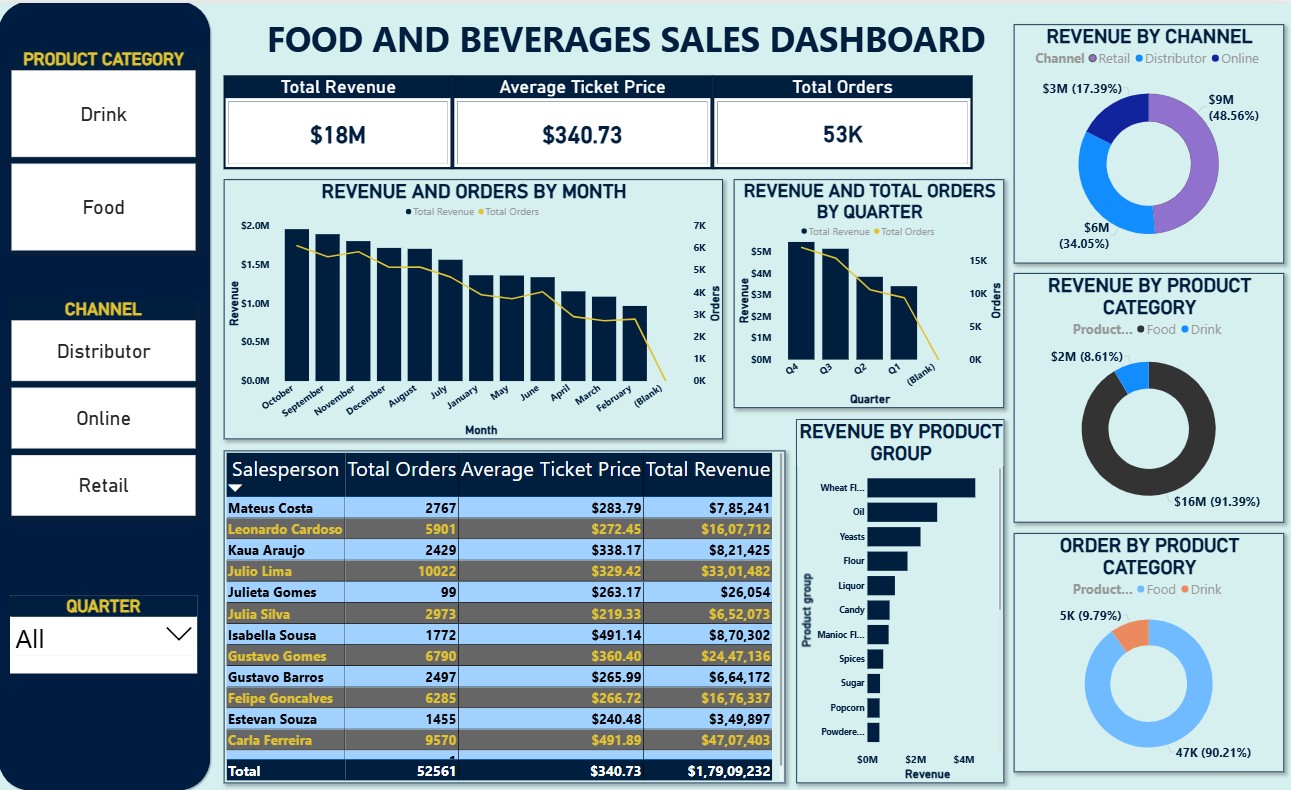 FOOD AND BEVERAGES SALES DASHBOARD
PRODUCT CATEGORY
Drink
Food
CHANNEL
Distributor
Online
Retail
QUARTER
All
Total Revenue
$18M
Average Ticket Price
$340.73
Total Orders
53K
REVENUE AND ORDERS BY MONTH
Total Revenue Total Orders
$2.0M
$1.5M
$1.0M
$0.5M
$0.0M
Revenue
7K
6K
5K
4K
3K
2K
1K
0K
Orders
October
September
November
December
August
July
January
May
June
April
March
February
(Blank)
Month
REVENUE AND TOTAL ORDERS
BY QUARTER
Total Revenue Total Orders
$5M
$4M
$3M
$2M
$1M
$0M
Revenue
15K
10K
5K
0K
Orders
Q4
Q3
Q2
Q1
(Blank)
Quarter
Salesperson Total Orders Average Ticket Price Total Revenue
Mateus Costa 2767 $283.79 $7,85,241
Leonardo Cardoso 5901 $272.45 $16,07,712
Kaua Araujo 2429 $338.17 $8,21,425
Julio Lima 10022 $329.42 $33,01,482
Julieta Gomes 99 $263.17 $26,054
Julia Silva 2973 $219.33 $6,52,073
Isabella Sousa 1772 $491.14 $8,70,302
Gustavo Gomes 6790 $360.40 $24,47,136
Gustavo Barros 2497 $265.99 $6,64,172
Felipe Goncalves 6285 $266.72 $16,76,337
Estevan Souza 1455 $240.48 $3,49,897
Carla Ferreira 9570 $491.89 $47,07,403
Total 52561 $340.73 $1,79,09,232
REVENUE BY PRODUCT
GROUP
Product group
Wheat Fl...
Oil
Yeasts
Flour
Liquor
Candy
Manioc Fl...
Spices
Sugar
Popcorn
Powdere...
$0M $2M $4M
Revenue
REVENUE BY CHANNEL
Channel Retail Distributor Online
$3M (17.39%)
$9M
(48.56%)
$6M
(34.05%)
REVENUE BY PRODUCT
CATEGORY
Product... Food Drink
$2M (8.61%)
$16M (91.39%)
ORDER BY PRODUCT
CATEGORY
Product... Food Drink
5K (9.79%)
47K (90.21%)